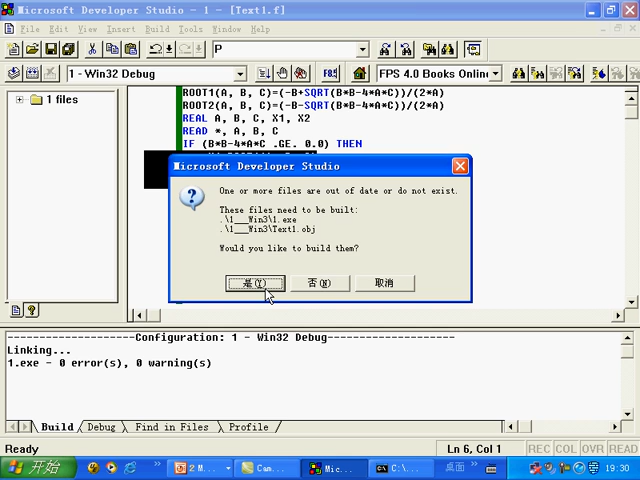 Microsoft Developer Studio - 1 - [Text1.f]
File Edit View Insert Build Tools Window Help
P
1 - Win32 Debug
FPS 4.0 Books Onlin
1 files
ROOT1(A, B, C)=(-B+SQRT(B*B-4*A*C))/(2*A)
ROOT2(A, B, C)=(-B-SQRT(B*B-4*A*C))/(2*A)
REAL A, B, C, X1, X2
READ *, A, B, C
IF (B*B-4*A*C .GE. 0.0) THEN
Microsoft Developer Studio
One or more files are out of date or do not exist.
These files need to be built:
.\1___Win3\1.exe
.\1___Win3\Text1.obj
Would you like to build them?
是(Y) 否(N) 取消
--------------------Configuration: 1 - Win32 Debug--------------------
Linking...
1.exe - 0 error(s), 0 warning(s)
Build Debug Find in Files Profile
Ready Ln 6, Col 1 REC COL OVR READ
开始 2 M... Cam... Mic... C:\... 桌面 » 19:30